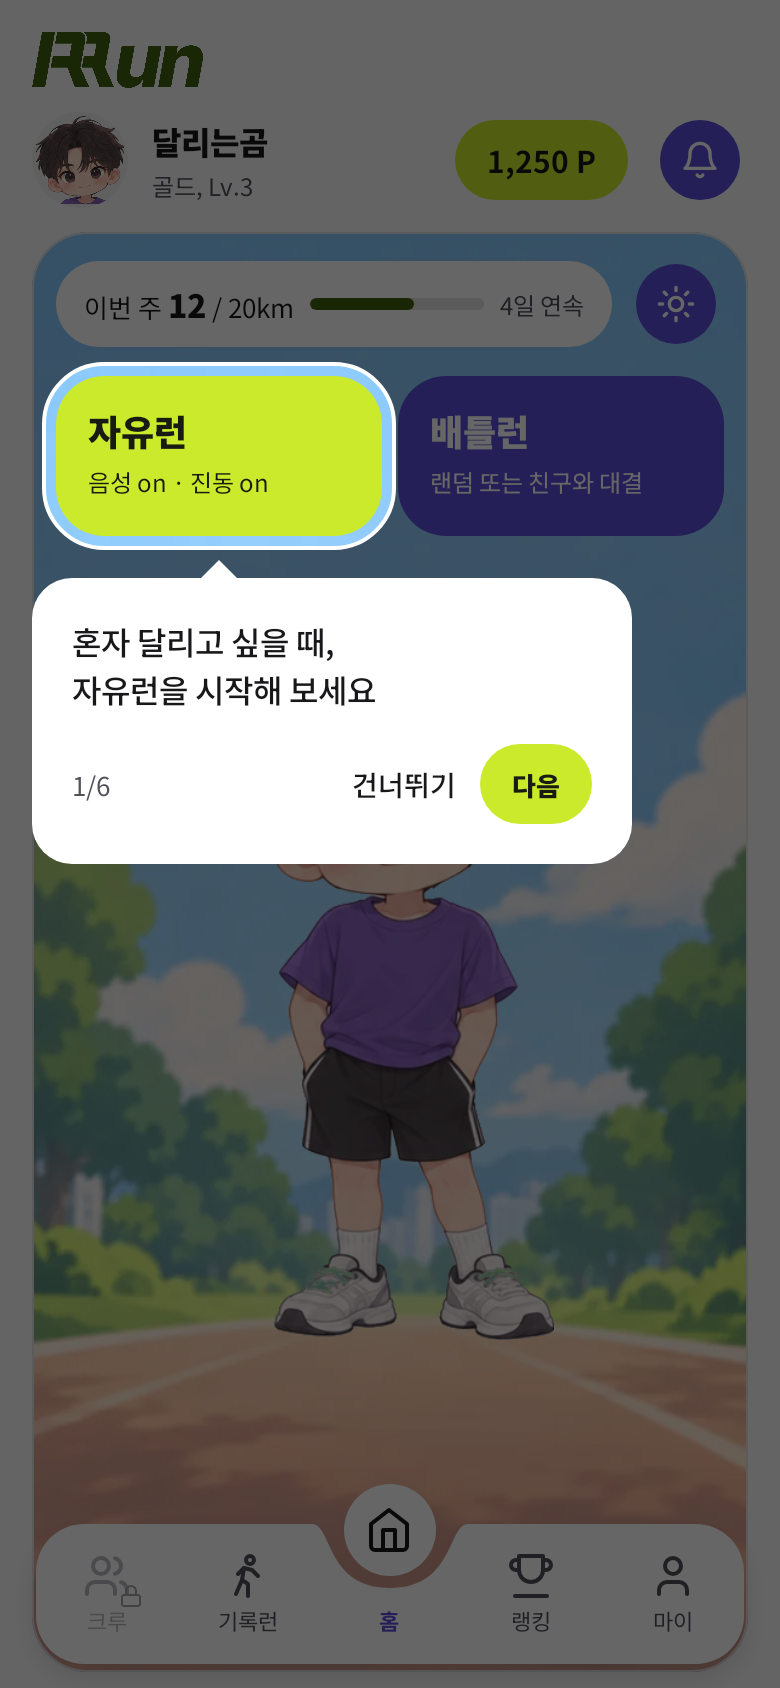 RRun
달리는곰
골드, Lv.3
1,250 P
이번 주 12 / 20km
4일 연속
자유런
음성 on · 진동 on
배틀런
랜덤 또는 친구와 대결
혼자 달리고 싶을 때,
자유런을 시작해 보세요
1/6
건너뛰기
다음
크루
기록런
홈
랭킹
마이